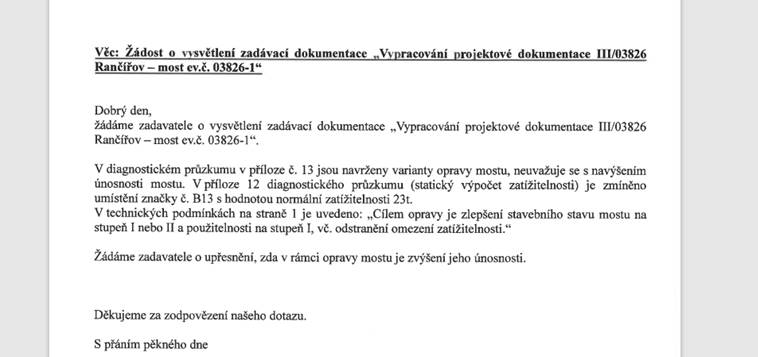 Věc: Žádost o vysvětlení zadávací dokumentace „Vypracování projektové dokumentace III/03826
Rančířov – most ev.č. 03826-1“
Dobrý den,
žádáme zadavatele o vysvětlení zadávací dokumentace „Vypracování projektové dokumentace III/03826
Rančířov – most ev.č. 03826-1“.
V diagnostickém průzkumu v příloze č. 13 jsou navrženy varianty opravy mostu, neuvažuje se s navýšením
únosnosti mostu. V příloze 12 diagnostického průzkumu (statický výpočet zatížitelnosti) je zmíněno
umístění značky č. B13 s hodnotou normální zatížitelnosti 23t.
V technických podmínkách na straně 1 je uvedeno: „Cílem opravy je zlepšení stavebního stavu mostu na
stupeň I nebo II a použitelnosti na stupeň I, vč. odstranění omezení zatížitelnosti.“
Žádáme zadavatele o upřesnění, zda v rámci opravy mostu je zvýšení jeho únosnosti.
Děkujeme za zodpovězení našeho dotazu.
S přáním pěkného dne